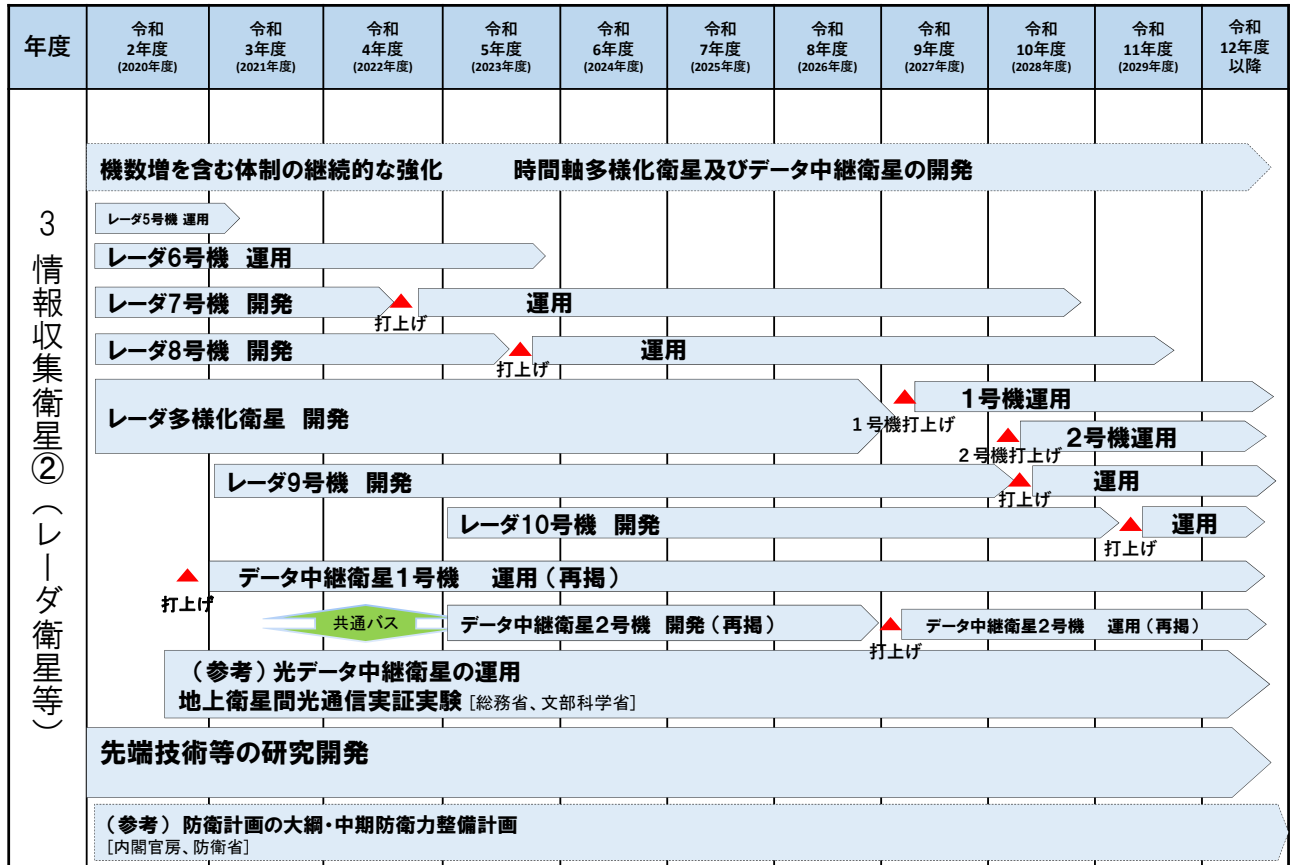 年度
令和
2年度
(2020年度)
令和
3年度
(2021年度)
令和
4年度
(2022年度)
令和
5年度
(2023年度)
令和
6年度
(2024年度)
令和
7年度
(2025年度)
令和
8年度
(2026年度)
令和
9年度
(2027年度)
令和
10年度
(2028年度)
令和
11年度
(2029年度)
令和
12年度
以降
3 情報収集衛星②(レーダ衛星等)
機数増を含む体制の継続的な強化 時間軸多様化衛星及びデータ中継衛星の開発
レーダ5号機 運用
レーダ6号機 運用
レーダ7号機 開発
打上げ
運用
レーダ8号機 開発
打上げ
運用
レーダ多様化衛星 開発
1号機打上げ
1号機運用
2号機打上げ
2号機運用
レーダ9号機 開発
打上げ
運用
レーダ10号機 開発
打上げ
運用
打上げ
データ中継衛星1号機 運用(再掲)
共通バス
データ中継衛星2号機 開発(再掲)
打上げ
データ中継衛星2号機 運用(再掲)
(参考)光データ中継衛星の運用
地上衛星間光通信実証実験 [総務省、文部科学省]
先端技術等の研究開発
(参考) 防衛計画の大綱・中期防衛力整備計画
[内閣官房、防衛省]